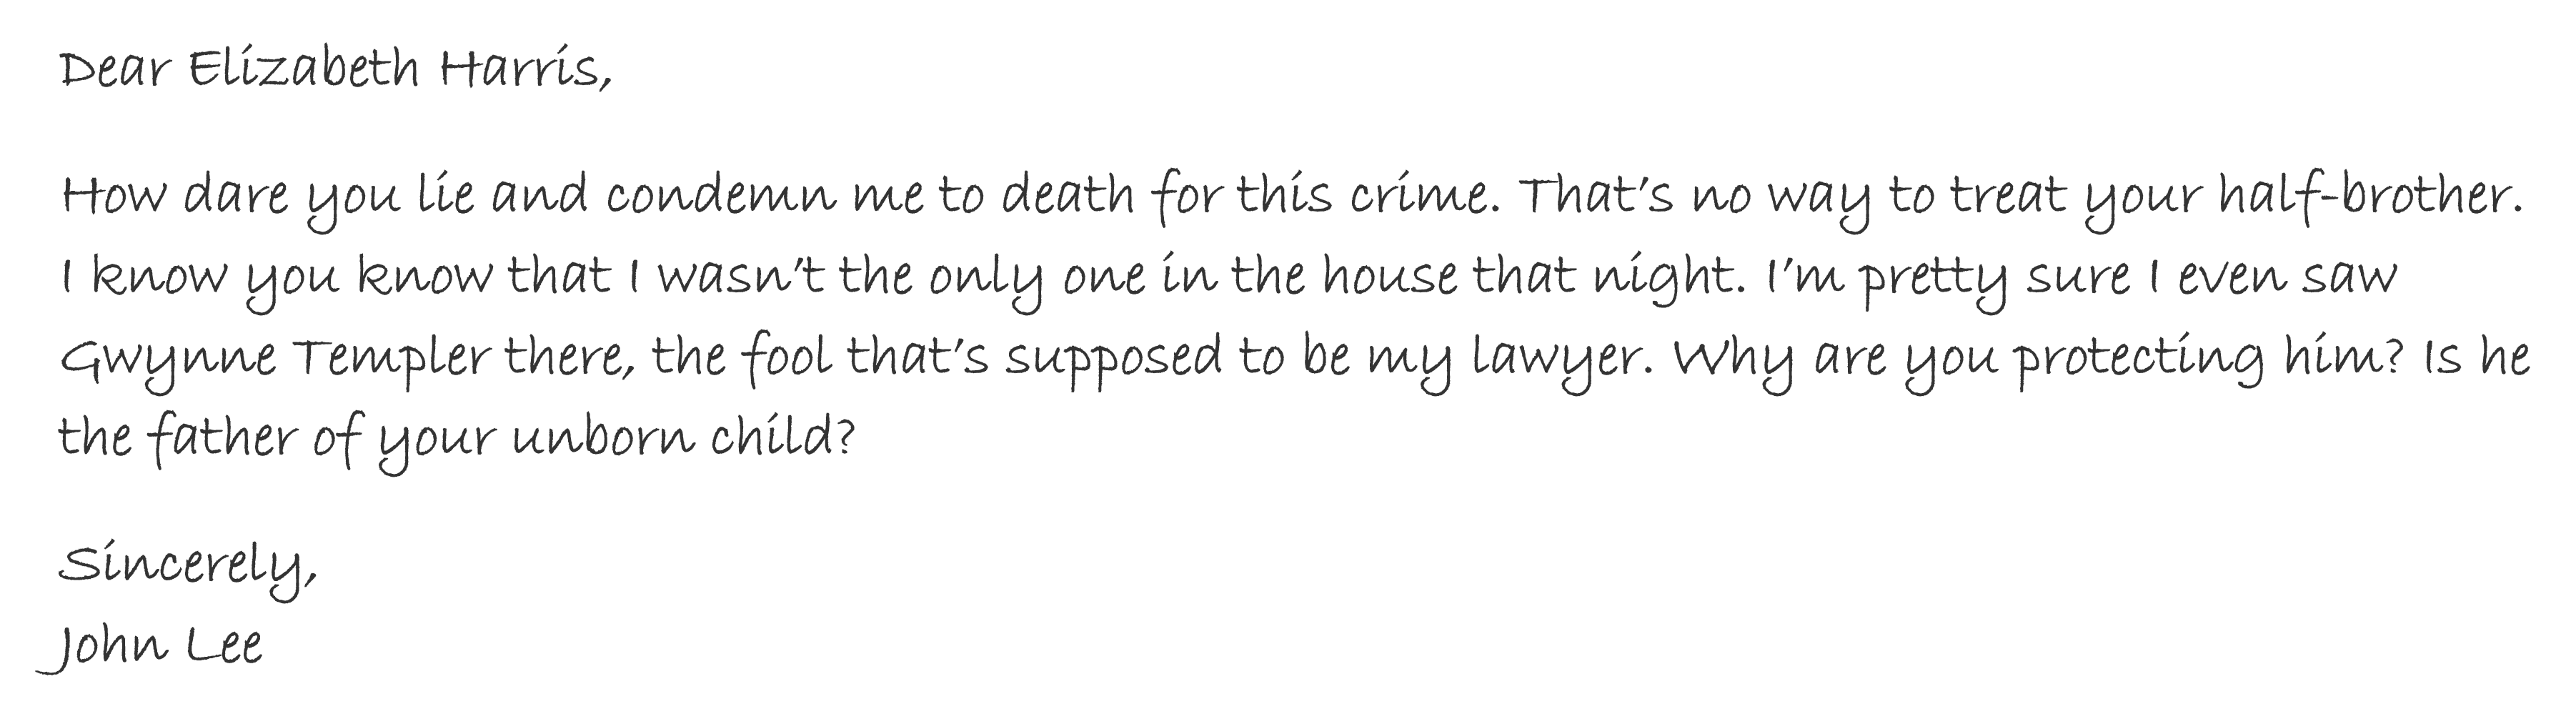 Dear Elizabeth Harris,
How dare you lie and condemn me to death for this crime. That's no way to treat your half-brother.
I know you know that I wasn't the only one in the house that night. I'm pretty sure I even saw
Gwynne Templer there, the fool that's supposed to be my lawyer. Why are you protecting him? Is he
the father of your unborn child?
Sincerely,
John Lee